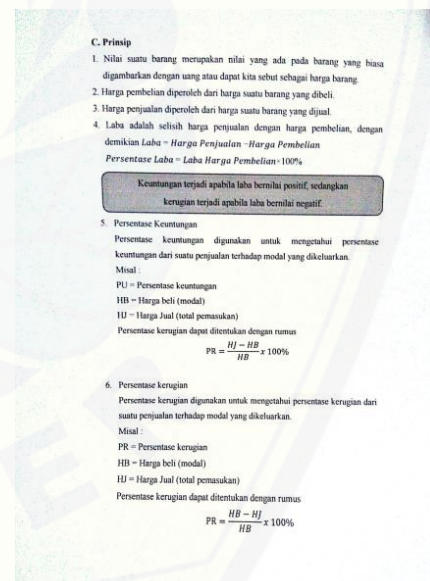 C. Prinsip
1. Nilai suatu barang merupakan nilai yang ada pada barang yang biasa
digambarkan dengan uang atau dapat kita sebut sebagai harga barang.
2. Harga pembelian diperoleh dari harga suatu barang yang dibeli.
3. Harga penjualan diperoleh dari harga suatu barang yang dijual.
4. Laba adalah selisih harga penjualan dengan harga pembelian, dengan
demikian Laba = Harga Penjualan −Harga Pembelian
Persentase Laba = Laba Harga Pembelian×100%
Keuntungan terjadi apabila laba bernilai positif, sedangkan
kerugian terjadi apabila laba bernilai negatif.
5. Persentase Keuntungan
Persentase keuntungan digunakan untuk mengetahui persentase
keuntungan dari suatu penjualan terhadap modal yang dikeluarkan.
Misal :
PU = Persentase keuntungan
HB = Harga beli (modal)
HJ = Harga Jual (total pemasukan)
Persentase kerugian dapat ditentukan dengan rumus
PR = (HJ − HB) / HB x 100%
6. Persentase kerugian
Persentase kerugian digunakan untuk mengetahui persentase kerugian dari
suatu penjualan terhadap modal yang dikeluarkan.
Misal :
PR = Persentase kerugian
HB = Harga beli (modal)
HJ = Harga Jual (total pemasukan)
Persentase kerugian dapat ditentukan dengan rumus
PR = (HB − HJ) / HB x 100%